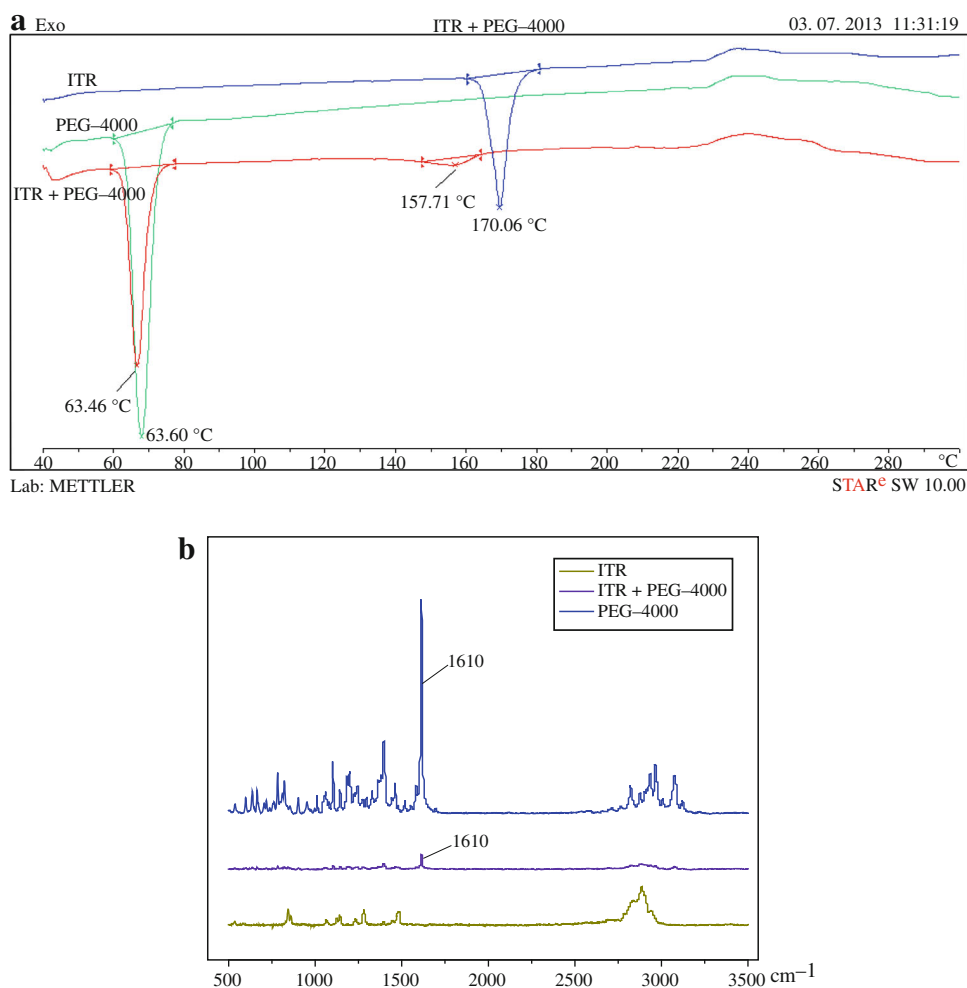 a Exo ITR + PEG–4000 03. 07. 2013 11:31:19
ITR
PEG–4000
ITR + PEG–4000
157.71 °C
170.06 °C
63.46 °C
63.60 °C
40 60 80 100 120 140 160 180 200 220 240 260 280 °C
Lab: METTLER STARe SW 10.00
b
ITR
ITR + PEG–4000
PEG–4000
1610
1610
500 1000 1500 2000 2500 3000 3500 cm–1